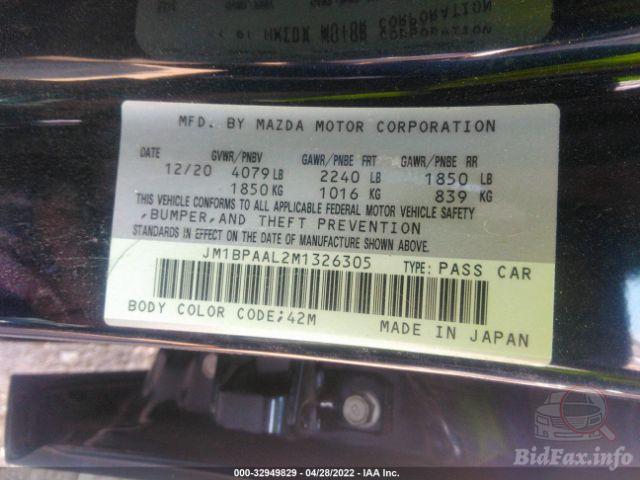 MFD. BY MAZDA MOTOR CORPORATION
DATE GVWR/PNBV GAWR/PNBE FRT GAWR/PNBE RR
12/20 4079 LB 2240 LB 1850 LB
1850 KG 1016 KG 839 KG
THIS VEHICLE CONFORMS TO ALL APPLICABLE FEDERAL MOTOR VEHICLE SAFETY
,BUMPER,AND THEFT PREVENTION
STANDARDS IN EFFECT ON THE DATE OF MANUFACTURE SHOWN ABOVE.
JM1BPAAL2M1326305 TYPE: PASS CAR
BODY COLOR CODE:42M MADE IN JAPAN
BidFax.info
000-32949829 - 04/28/2022 - IAA Inc.